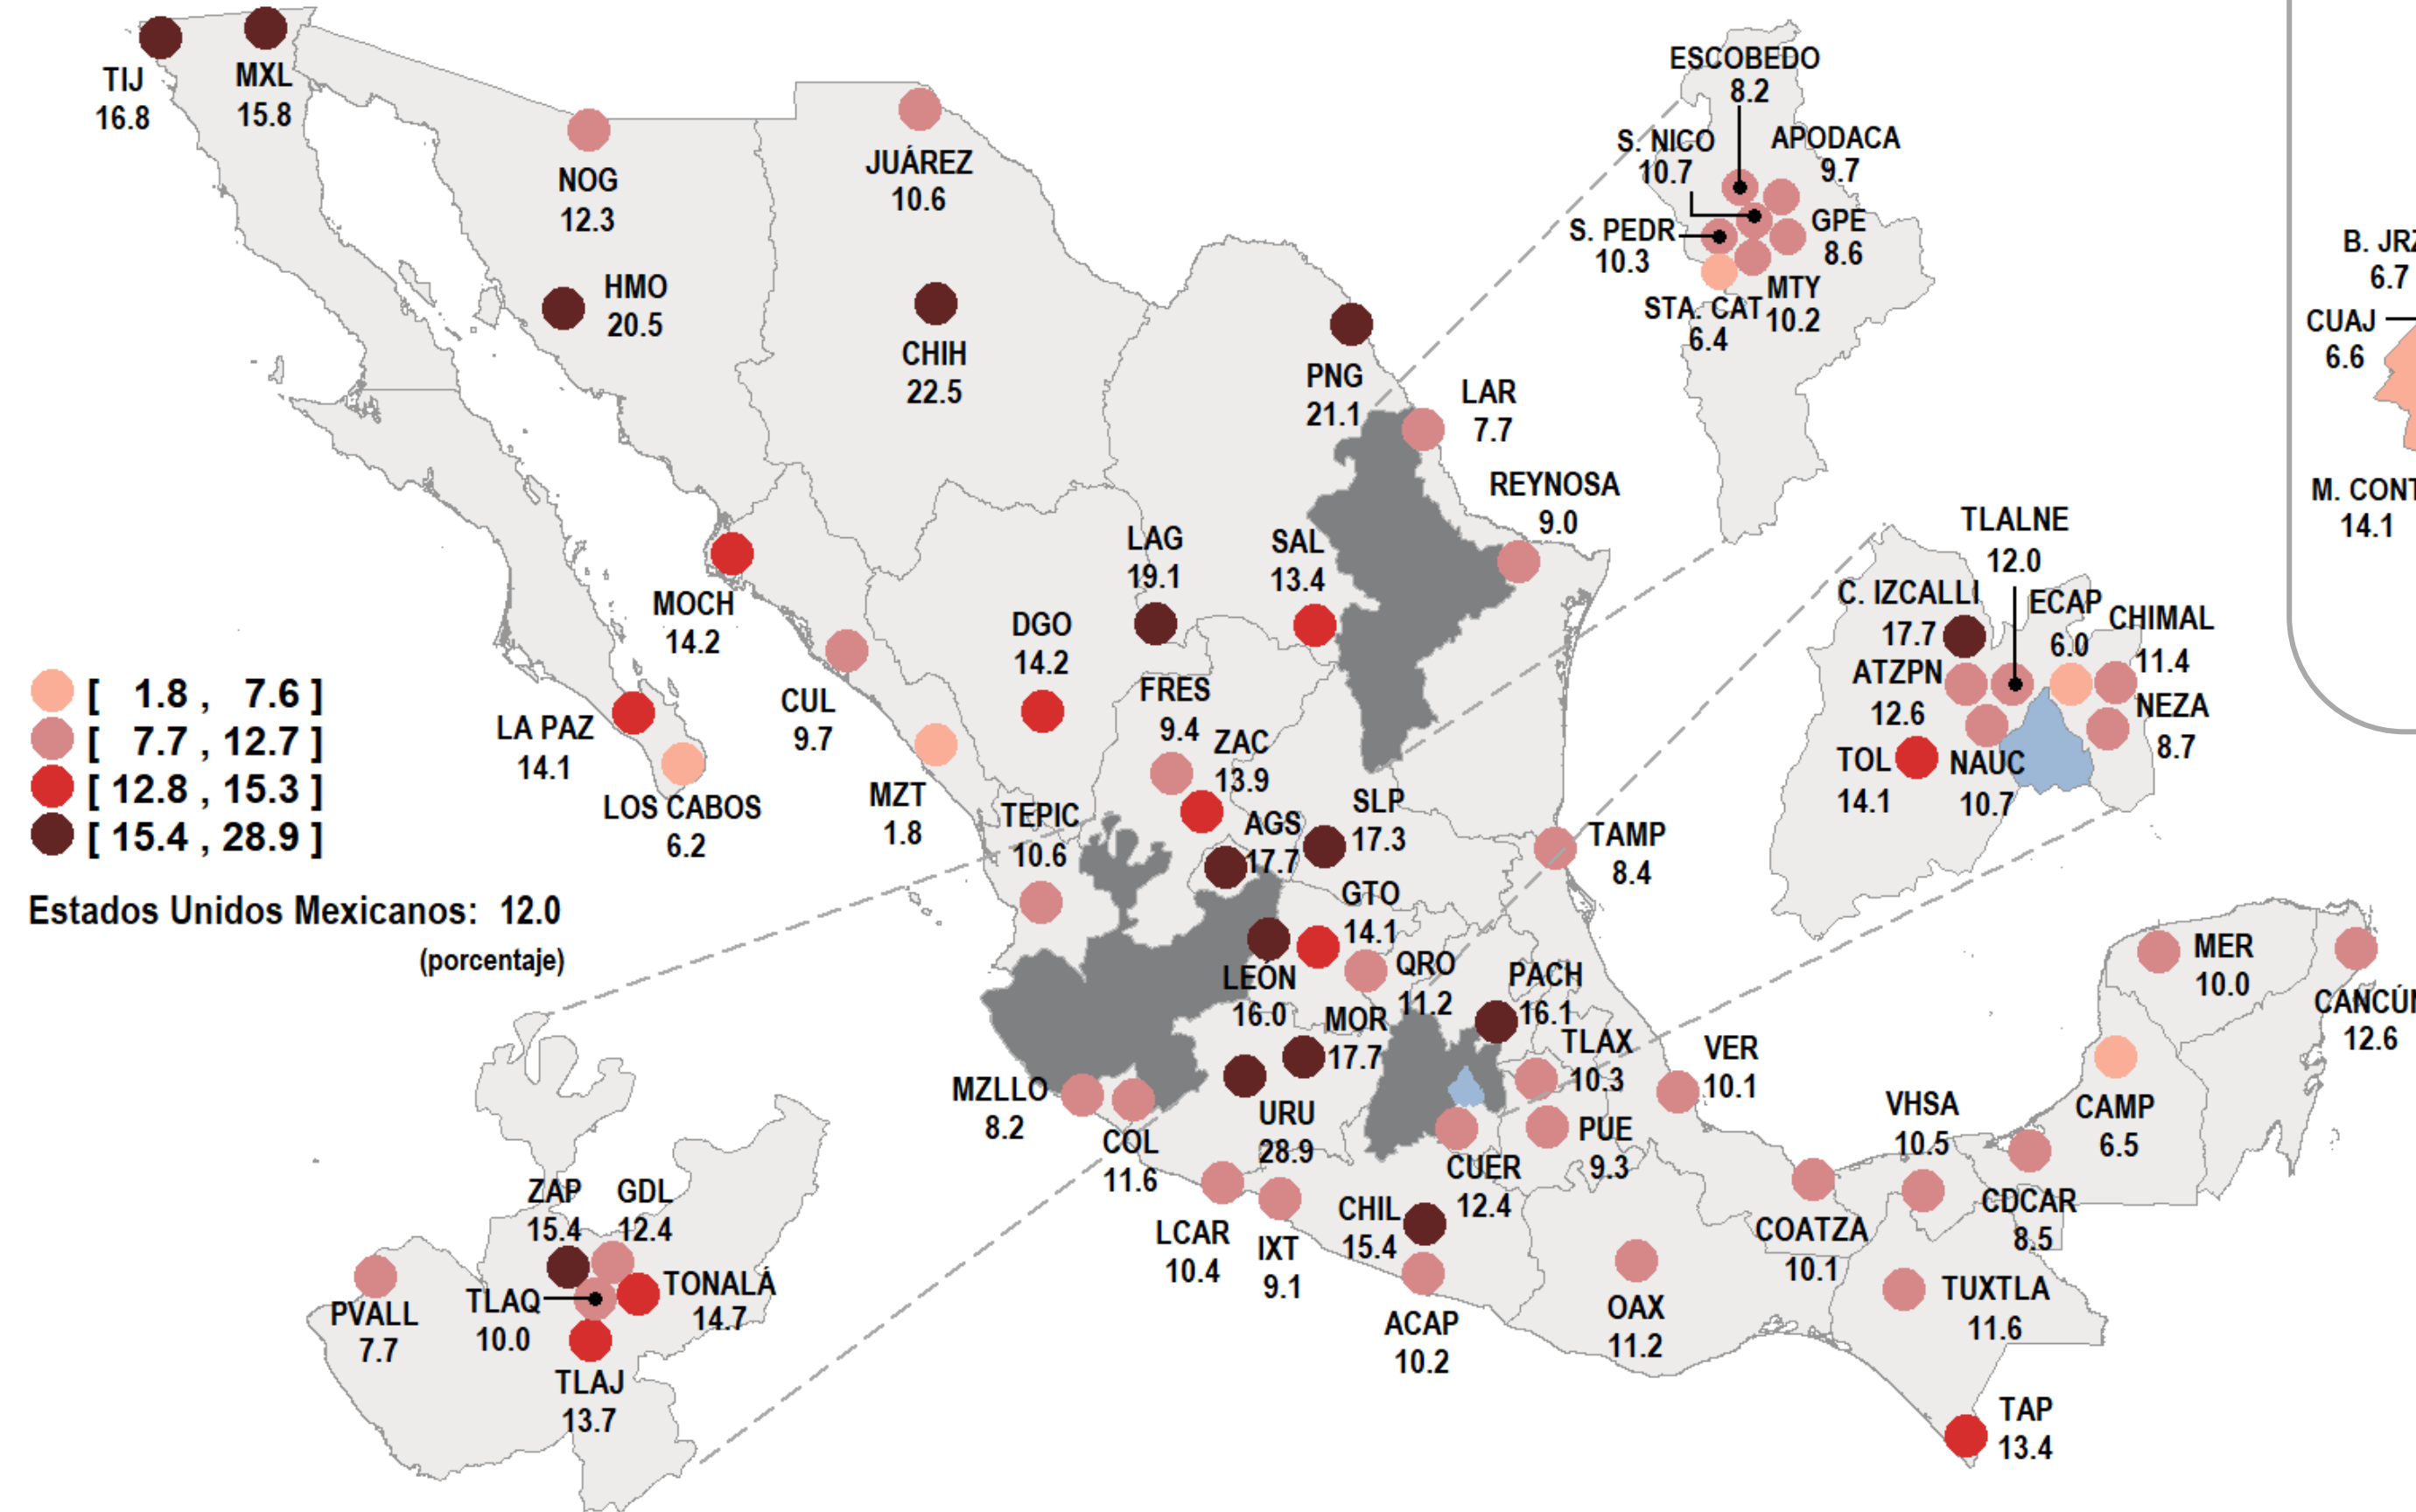 TIJ
16.8
MXL
15.8
NOG
12.3
JUÁREZ
10.6
HMO
20.5
CHIH
22.5
PNG
21.1
LAR
7.7
REYNOSA
9.0
ESCOBEDO
8.2
S. NICO
10.7
APODACA
9.7
S. PEDR
10.3
GPE
8.6
STA. CAT
6.4
MTY
10.2
B. JRZ
6.7
CUAJ
6.6
M. CONT
14.1
MOCH
14.2
LAG
19.1
SAL
13.4
DGO
14.2
CUL
9.7
LA PAZ
14.1
LOS CABOS
6.2
MZT
1.8
FRES
9.4
ZAC
13.9
TEPIC
10.6
AGS
17.7
SLP
17.3
TAMP
8.4
TLALNE
12.0
C. IZCALLI
17.7
ECAP
6.0
CHIMAL
11.4
ATZPN
12.6
NEZA
8.7
TOL
14.1
NAUC
10.7
[ 1.8 , 7.6 ]
[ 7.7 , 12.7 ]
[ 12.8 , 15.3 ]
[ 15.4 , 28.9 ]
Estados Unidos Mexicanos: 12.0
(porcentaje)
GTO
14.1
LEÓN
16.0
QRO
11.2
PACH
16.1
MOR
17.7
TLAX
10.3
VER
10.1
MER
10.0
CANCÚN
12.6
MZLLO
8.2
COL
11.6
URU
28.9
CUER
12.4
PUE
9.3
VHSA
10.5
CAMP
6.5
CDCAR
8.5
COATZA
10.1
LCAR
10.4
IXT
9.1
CHIL
15.4
ACAP
10.2
OAX
11.2
TUXTLA
11.6
TAP
13.4
ZAP
15.4
GDL
12.4
PVALL
7.7
TLAQ
10.0
TONALÁ
14.7
TLAJ
13.7